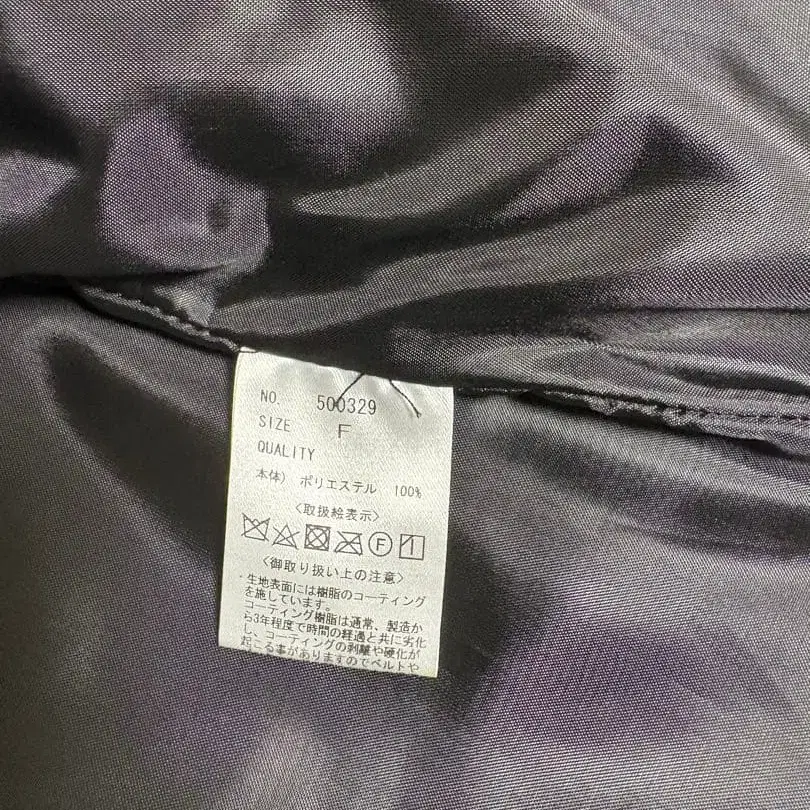 NO. 500329
SIZE F
QUALITY
本体) ポリエステル 100%
〈取扱絵表示〉
F
〈御取り扱い上の注意〉
・生地表面には樹脂のコーティング
を施しています。
コーティング樹脂は通常、製造か
ら3年程度で時間の経過と共に劣化
し、コーティングの剥離や硬化が
起こる事がありますのでベルトや